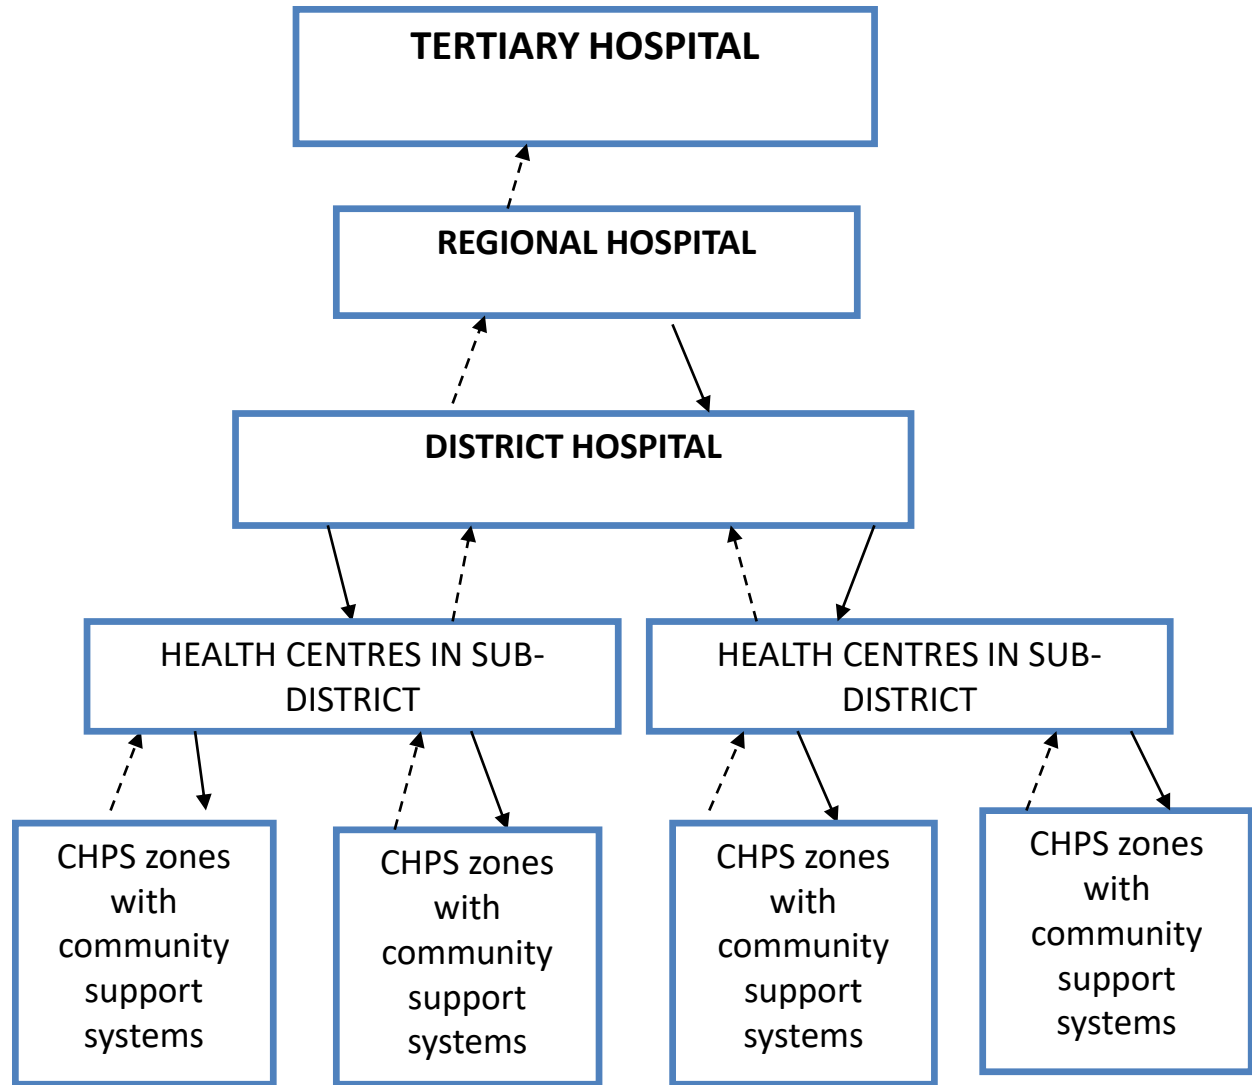 TERTIARY HOSPITAL
REGIONAL HOSPITAL
DISTRICT HOSPITAL
HEALTH CENTRES IN SUB-
DISTRICT
HEALTH CENTRES IN SUB-
DISTRICT
CHPS zones
with
community
support
systems
CHPS zones
with
community
support
systems
CHPS zones
with
community
support
systems
CHPS zones
with
community
support
systems